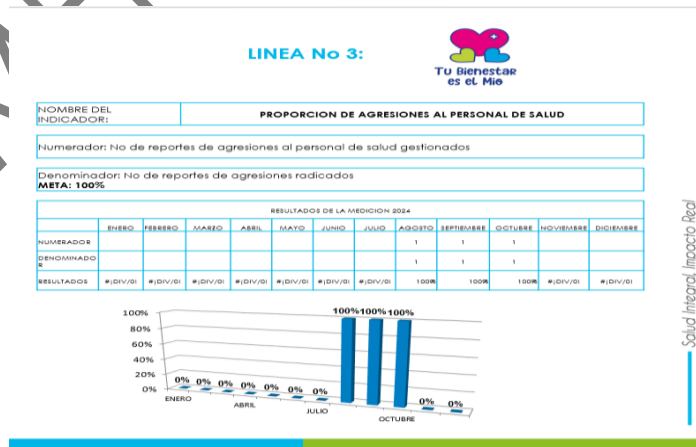 LINEA No 3:
Tu Bienestar
es el Mio
NOMBRE DEL
INDICADOR:
PROPORCION DE AGRESIONES AL PERSONAL DE SALUD
Numerador: No de reportes de agresiones al personal de salud gestionados
Denominador: No de reportes de agresiones radicados
META: 100%
RESULTADOS DE LA MEDICION 2024
ENERO FEBRERO MARZO ABRIL MAYO JUNIO JULIO AGOSTO SEPTIEMBRE OCTUBRE NOVIEMBRE DICIEMBRE
NUMERADOR 1 1 1
DENOMINADO
R 1 1 1
RESULTADOS #¡DIV/0! #¡DIV/0! #¡DIV/0! #¡DIV/0! #¡DIV/0! #¡DIV/0! #¡DIV/0! 100% 100% 100% #¡DIV/0! #¡DIV/0!
100%
80%
60%
40%
20%
0%
0% 0% 0% 0% 0% 0% 0% 100% 100% 100% 0% 0%
ENERO ABRIL JULIO OCTUBRE
Salud Integral, Impacto Real